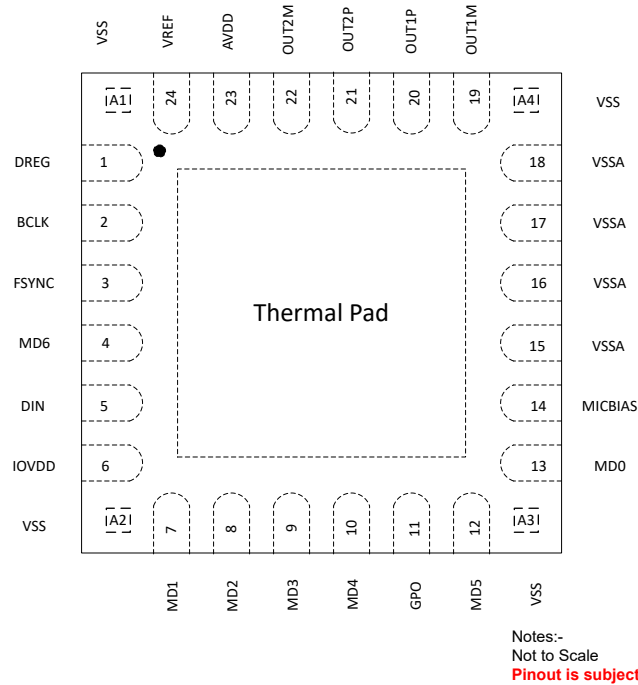 VSS
VREF
AVDD
OUT2M
OUT2P
OUT1P
OUT1M
A1
24
23
22
21
20
19
A4
VSS
DREG
1
18
VSSA
BCLK
2
17
VSSA
FSYNC
3
16
VSSA
Thermal Pad
MD6
4
15
VSSA
DIN
5
14
MICBIAS
IOVDD
6
13
MD0
VSS
A2
7
8
9
10
11
12
A3
MD1
MD2
MD3
MD4
GPO
MD5
VSS
Notes:-
Not to Scale
Pinout is subject